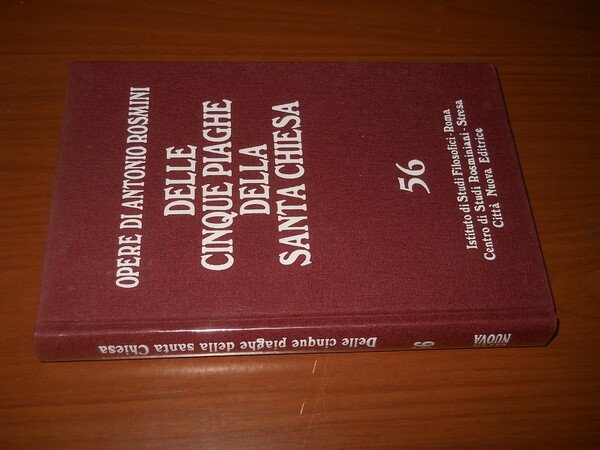 OPERE DI ANTONIO ROSMINI
DELLE
CINQUE PIAGHE
DELLA
SANTA CHIESA
56
Istituto di Studi Filosofici - Roma
Centro di Studi Rosminiani - Stresa
Città Nuova Editrice
Delle cinque piaghe della santa Chiesa
NUOVA